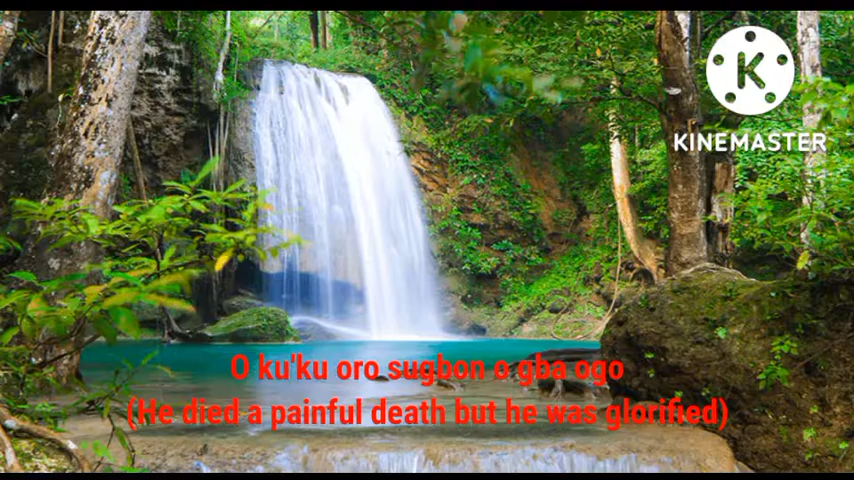 K
KINEMASTER
O ku'ku oro sugbon o gba ogo
(He died a painful death but he was glorified)